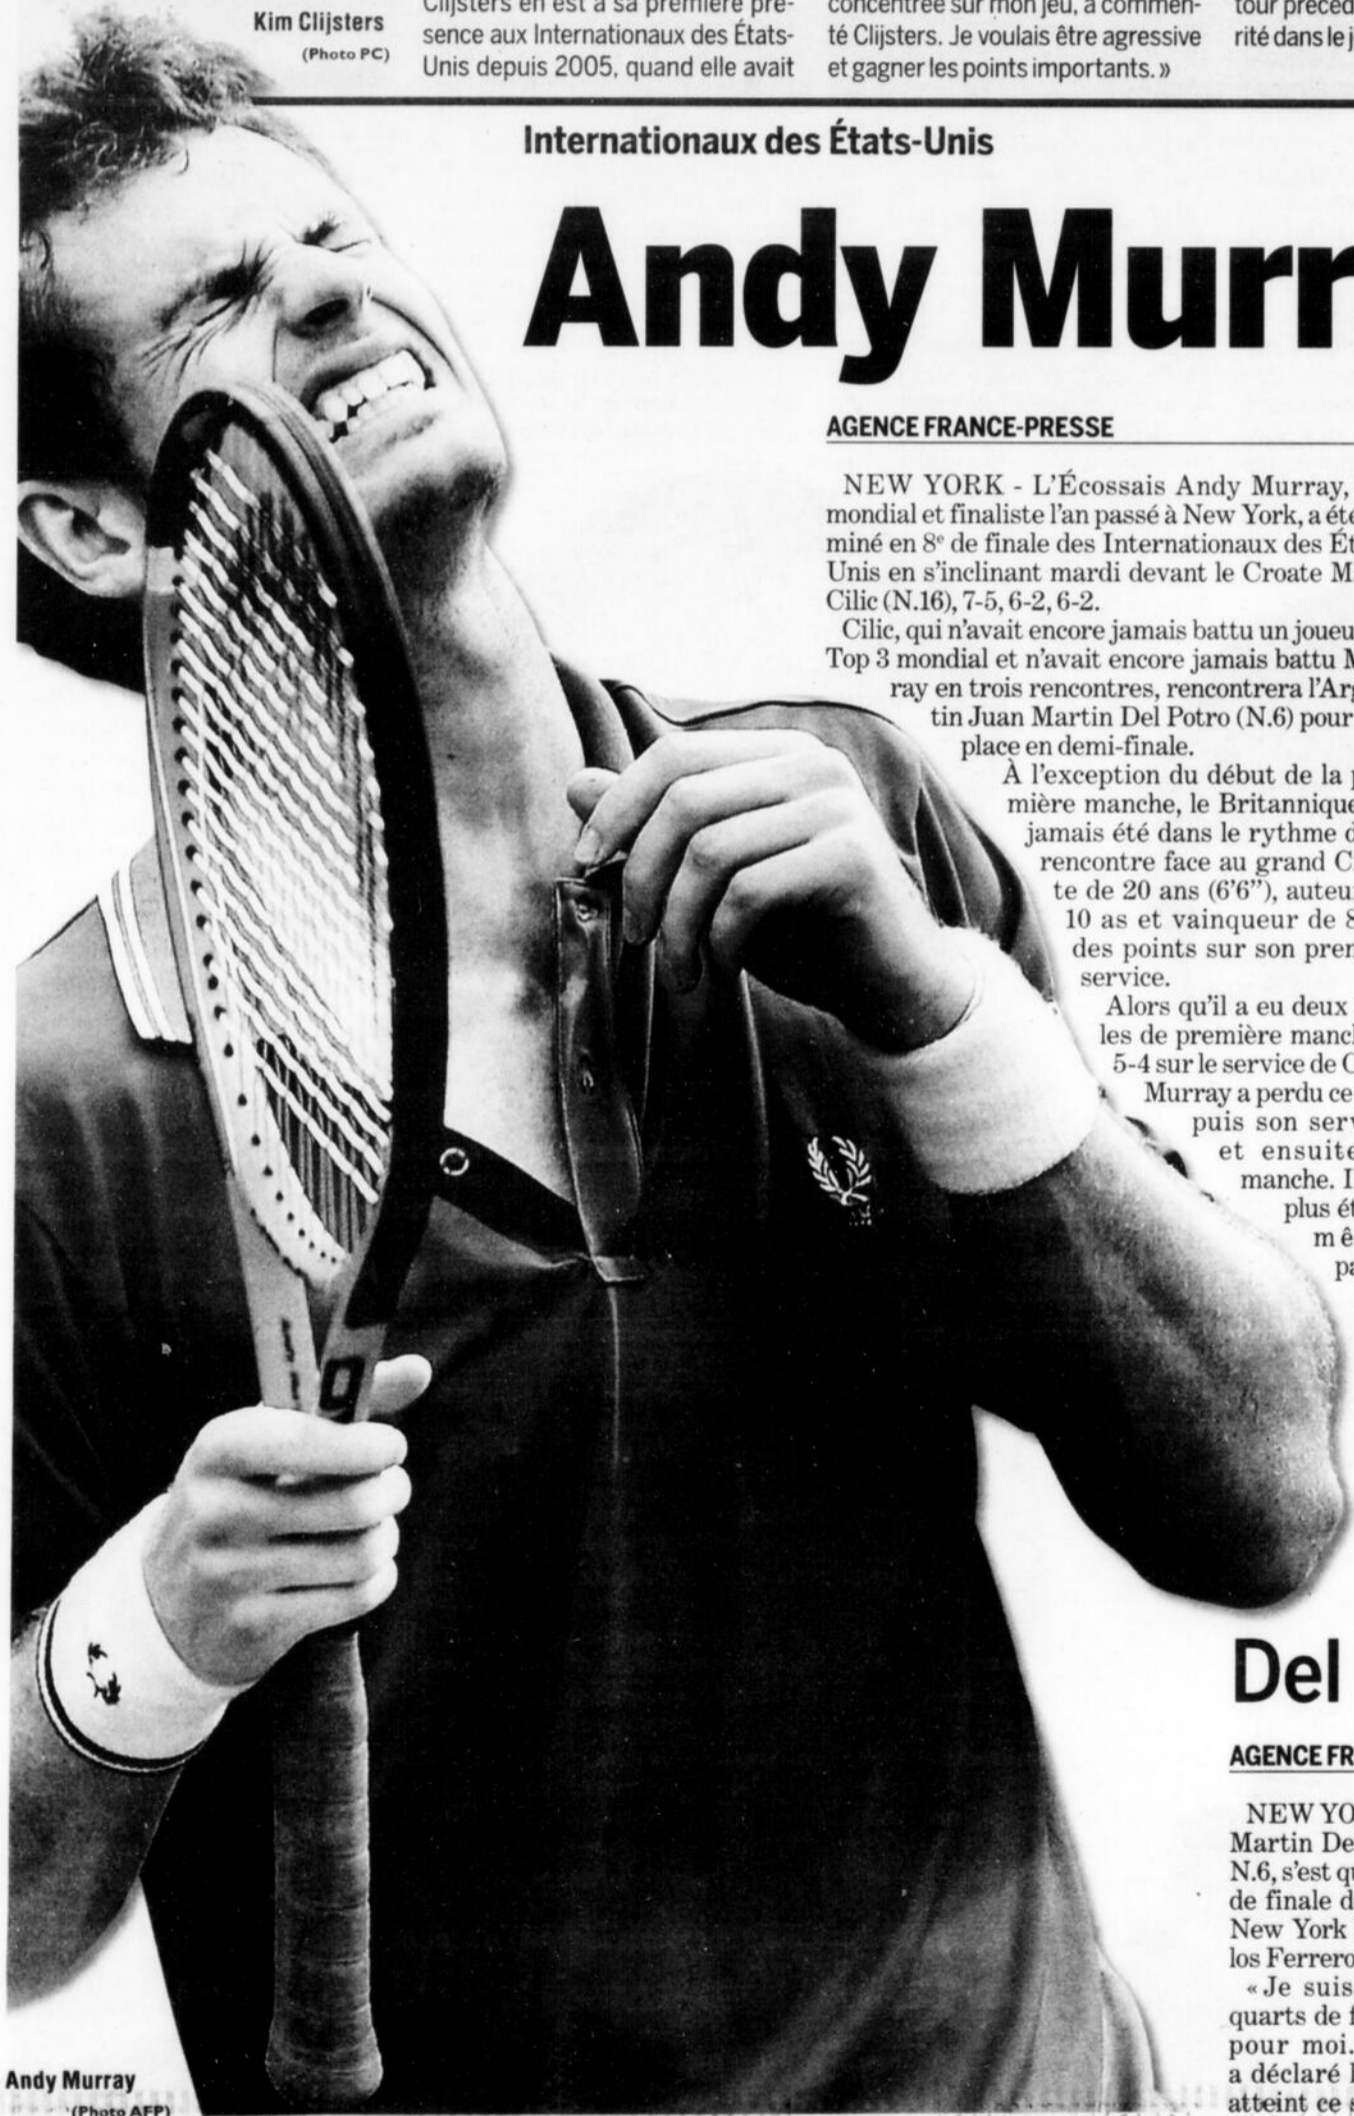 Kim Clijsters
(Photo PC)
Clijsters en est à sa première pré-
sence aux Internationaux des États-
Unis depuis 2005, quand elle avait
concentrée sur mon jeu, a commen-
té Clijsters. Je voulais être agressive
et gagner les points importants. »
tour précéd
rité dans le j
Internationaux des États-Unis
Andy Murr
AGENCE FRANCE-PRESSE
NEW YORK - L'Écossais Andy Murray,
mondial et finaliste l'an passé à New York, a été
miné en 8e de finale des Internationaux des Ét
Unis en s'inclinant mardi devant le Croate M
Cilic (N.16), 7-5, 6-2, 6-2.
Cilic, qui n'avait encore jamais battu un joueu
Top 3 mondial et n'avait encore jamais battu M
ray en trois rencontres, rencontrera l'Arg
tin Juan Martin Del Potro (N.6) pour
place en demi-finale.
À l'exception du début de la p
mière manche, le Britannique
jamais été dans le rythme d
rencontre face au grand C
te de 20 ans (6'6”), auteu
10 as et vainqueur de 8
des points sur son prem
service.
Alors qu'il a eu deux
les de première manch
5-4 sur le service de C
Murray a perdu ce
puis son serv
et ensuite
manche. I
plus ét
mê
pa
Del
AGENCE FR
NEW YO
Martin De
N.6, s'est qu
de finale d
New York
los Ferrero
« Je suis
quarts de f
pour moi.
a déclaré l
atteint ce s
Andy Murray
(Photo AFP)